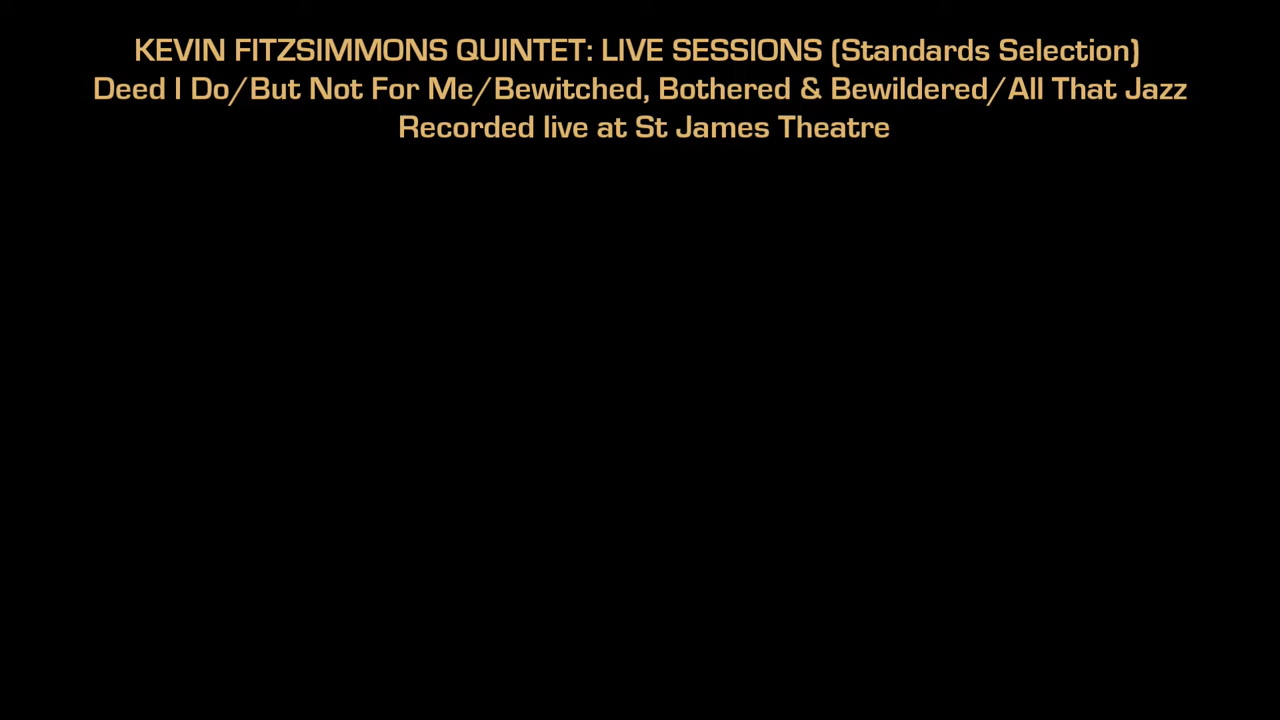 KEVIN FITZSIMMONS QUINTET: LIVE SESSIONS (Standards Selection)
Deed I Do/But Not For Me/Bewitched, Bothered & Bewildered/All That Jazz
Recorded live at St James Theatre